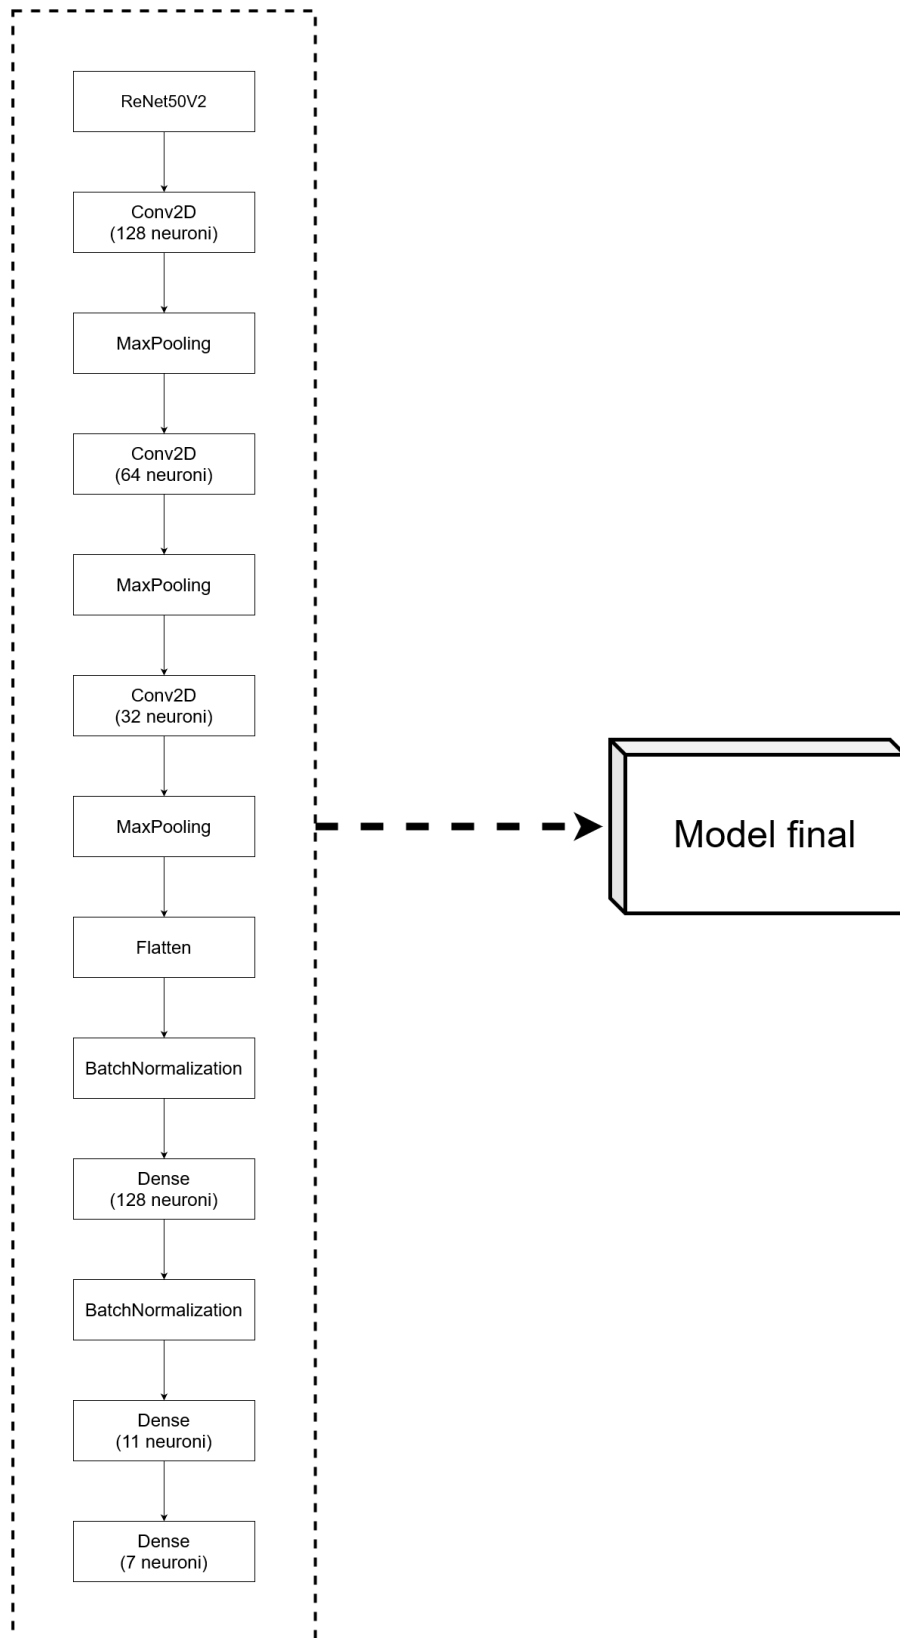 ReNet50V2
Conv2D
(128 neuroni)
MaxPooling
Conv2D
(64 neuroni)
MaxPooling
Conv2D
(32 neuroni)
MaxPooling
Flatten
BatchNormalization
Dense
(128 neuroni)
BatchNormalization
Dense
(11 neuroni)
Dense
(7 neuroni)
Model final